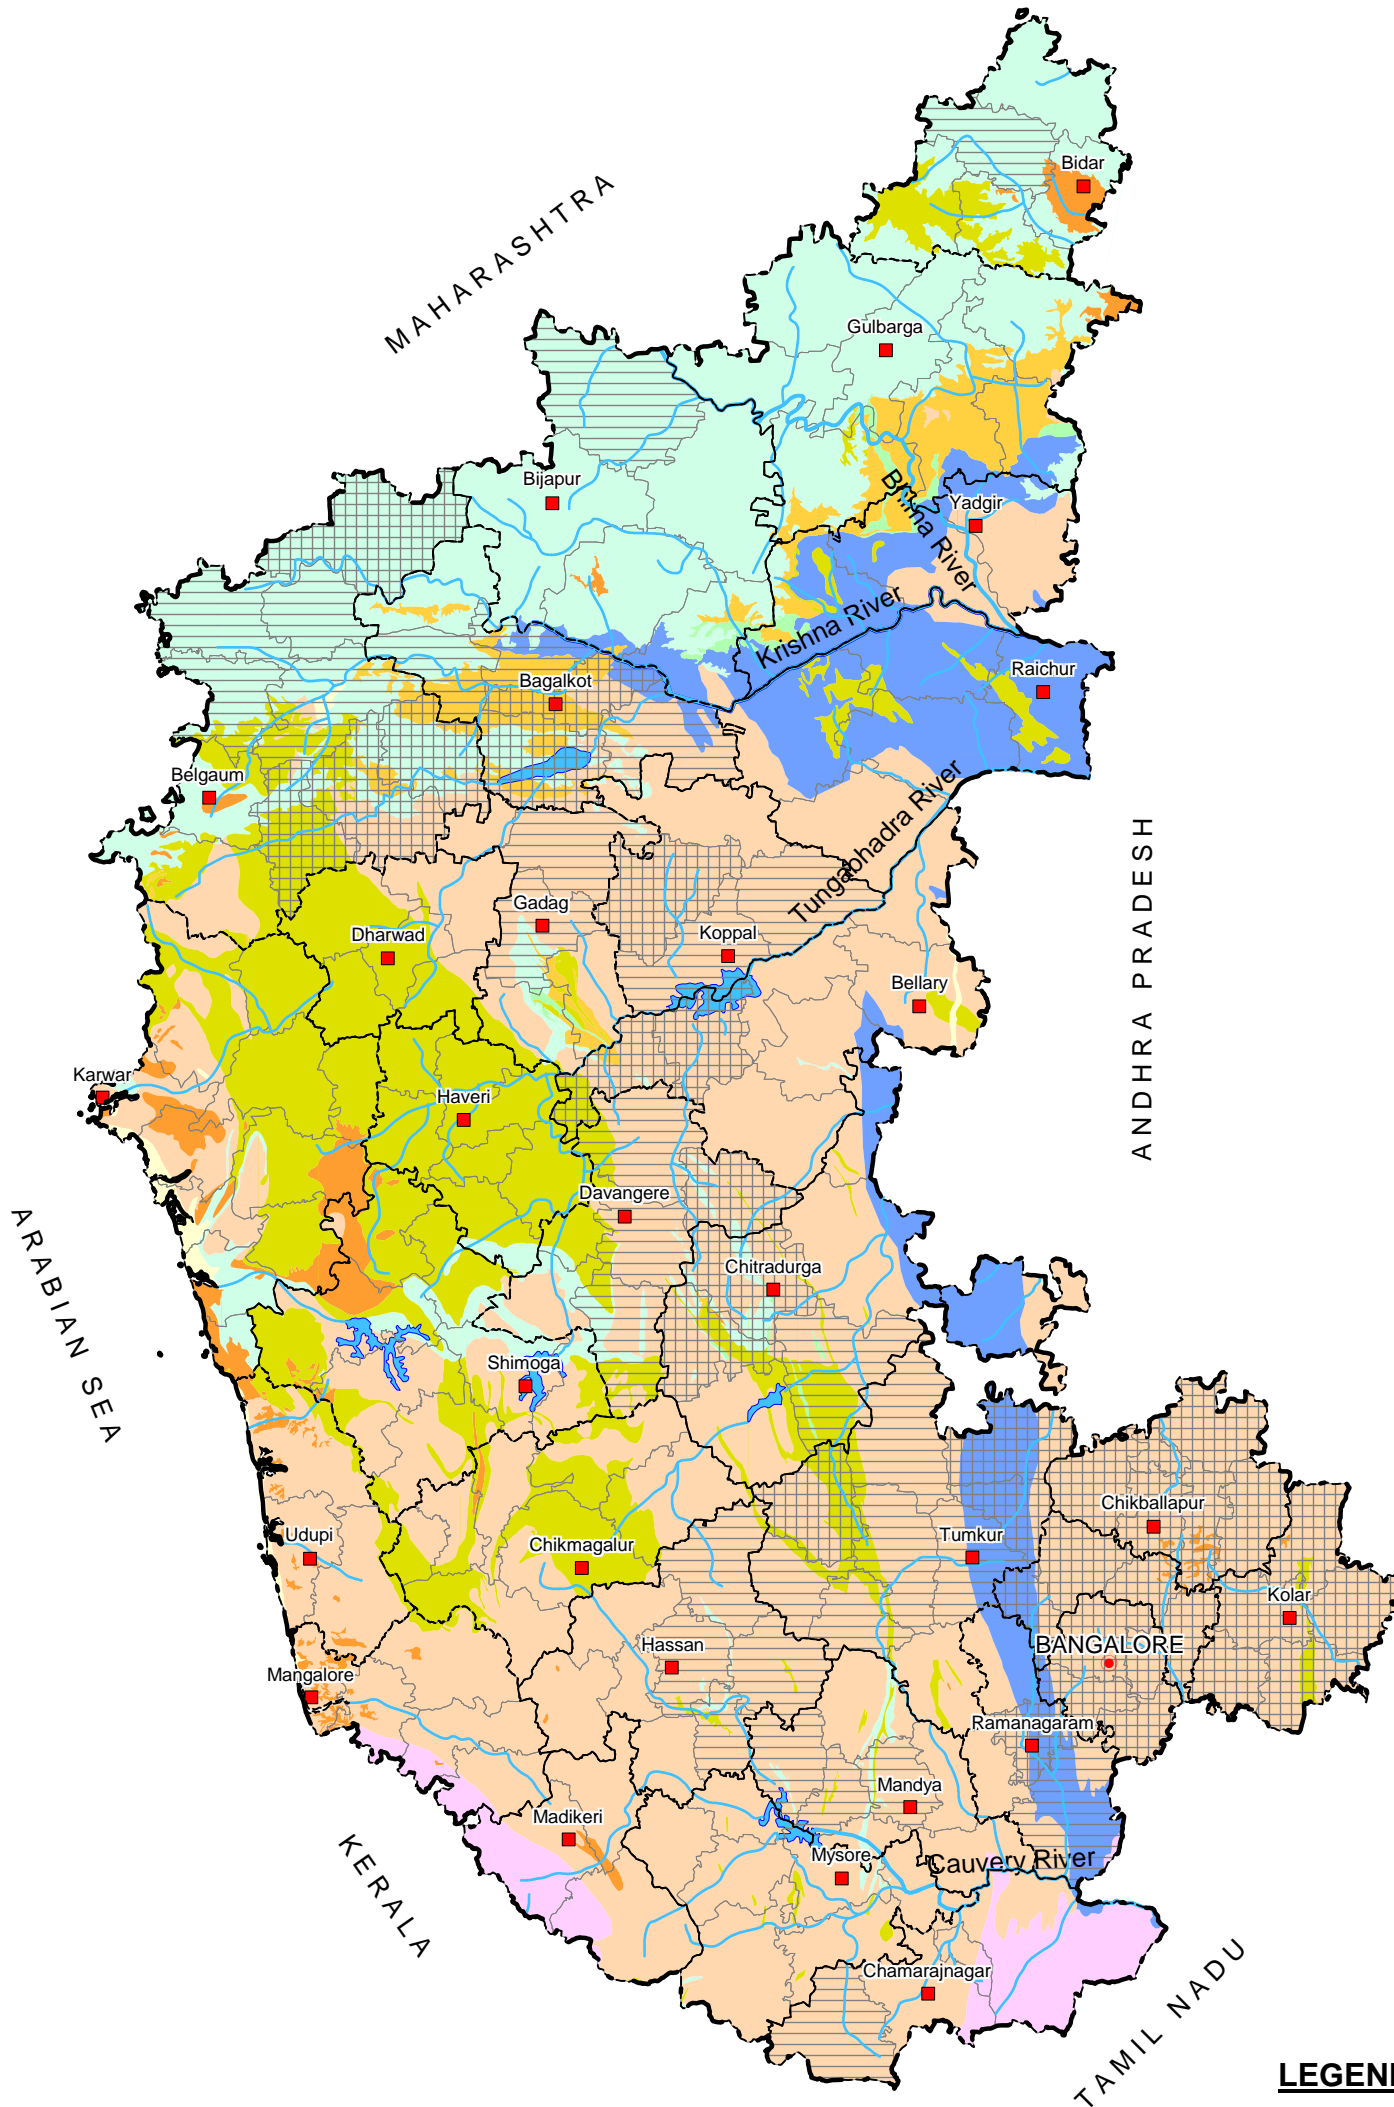 Bidar
MAHARASHTRA
Gulbarga
Bijapur
Yadgir
Bhima River
Krishna River
Raichur
Bagalkot
Belgaum
Tungabhadra River
ANDHRA PRADESH
Gadag
Koppal
Dharwad
Bellary
Karwar
Haveri
Davangere
Chitradurga
ARABIAN SEA
Shimoga
Chikballapur
Udupi
Chikmagalur
Tumkur
Kolar
Hassan
BANGALORE
Mangalore
Ramanagaram
Mandya
Madikeri
Mysore
Cauvery River
KERALA
Chamarajnagar
TAMIL NADU